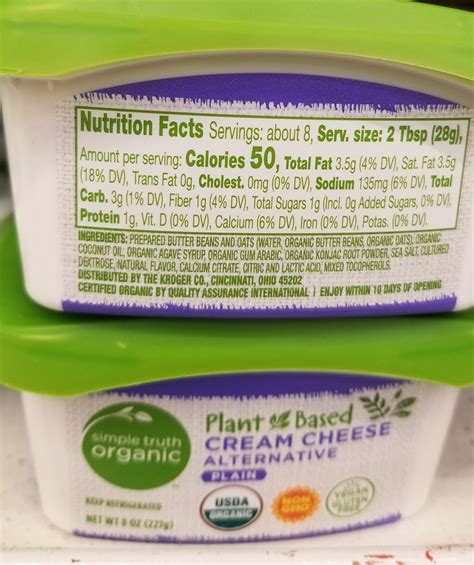 Nutrition Facts Servings: about 8, Serv. size: 2 Tbsp (28g),
Amount per serving: Calories 50, Total Fat 3.5g (4% DV), Sat. Fat 3.5g
(18% DV), Trans Fat 0g, Cholest. 0mg (0% DV), Sodium 135mg (6% DV), Total
Carb. 3g (1% DV), Fiber 1g (4% DV), Total Sugars 1g (Incl. 0g Added Sugars, 0% DV),
Protein 1g, Vit. D (0% DV), Calcium (6% DV), Iron (0% DV), Potas. (0% DV).
INGREDIENTS: PREPARED BUTTER BEANS AND OATS (WATER, ORGANIC BUTTER BEANS, ORGANIC OATS), ORGANIC
COCONUT OIL, ORGANIC AGAVE SYRUP, ORGANIC GUM ARABIC, ORGANIC KONJAC ROOT POWDER, SEA SALT, CULTURED
DEXTROSE, NATURAL FLAVOR, CALCIUM CITRATE, CITRIC AND LACTIC ACID, MIXED TOCOPHEROLS.
DISTRIBUTED BY THE KROGER CO., CINCINNATI, OHIO 45202
CERTIFIED ORGANIC BY QUALITY ASSURANCE INTERNATIONAL | ENJOY WITHIN 10 DAYS OF OPENING
simple truth
organic
Plant Based
CREAM CHEESE
ALTERNATIVE
PLAIN
KEEP REFRIGERATED
NET WT 8 OZ (227g)
USDA
ORGANIC
NON
GMO
VEGAN
GLUTEN
FREE